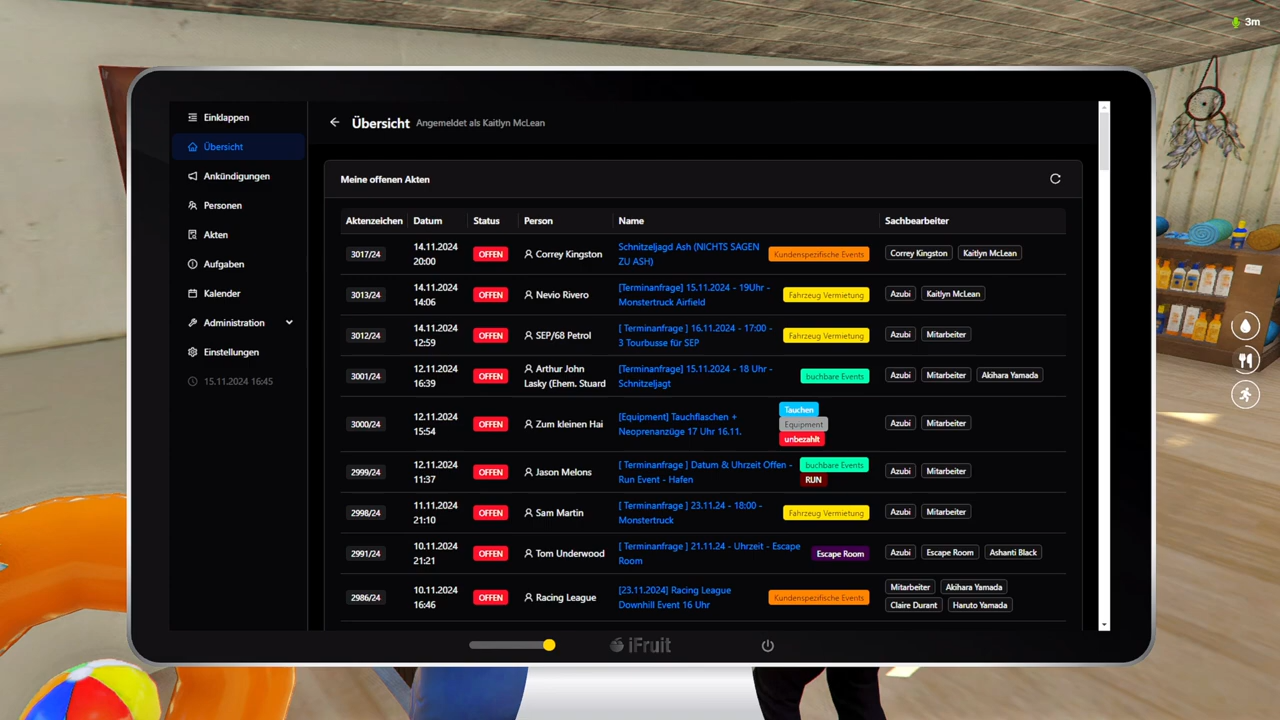 3m
Einklappen
Übersicht
Ankündigungen
Personen
Akten
Aufgaben
Kalender
Administration
Einstellungen
15.11.2024 16:45
Übersicht Angemeldet als Kaitlyn McLean
Meine offenen Akten
Aktenzeichen Datum Status Person Name Sachbearbeiter
3017/24 14.11.2024 20:00 OFFEN Correy Kingston
Schnitzeljagd Ash (NICHTS SAGEN
ZU ASH)
Kundenspezifische Events
Correy Kingston Kaitlyn McLean
3013/24 14.11.2024 14:06 OFFEN Nevio Rivero
[Terminanfrage] 15.11.2024 - 19Uhr -
Monstertruck Airfield
Fahrzeug Vermietung
Azubi Kaitlyn McLean
3012/24 14.11.2024 12:59 OFFEN SEP/68 Petrol
[ Terminanfrage ] 16.11.2024 - 17:00 -
3 Tourbusse für SEP
Fahrzeug Vermietung
Azubi Mitarbeiter
3001/24 12.11.2024 16:39 OFFEN
Arthur John
Lasky (Ehem. Stuard
[Terminanfrage] 15.11.2024 - 18 Uhr -
Schnitzeljagt
buchbare Events
Azubi Mitarbeiter Akihara Yamada
3000/24 12.11.2024 15:54 OFFEN Zum kleinen Hai
[Equipment] Tauchflaschen +
Neoprenanzüge 17 Uhr 16.11.
Tauchen
Equipment
unbezahlt
Azubi Mitarbeiter
2999/24 12.11.2024 11:37 OFFEN Jason Melons
[ Terminanfrage ] Datum & Uhrzeit Offen -
Run Event - Hafen
buchbare Events
RUN
Azubi Mitarbeiter
2998/24 11.11.2024 21:10 OFFEN Sam Martin
[ Terminanfrage ] 23.11.24 - 18:00 -
Monstertruck
Fahrzeug Vermietung
Azubi Mitarbeiter
2991/24 10.11.2024 21:21 OFFEN Tom Underwood
[ Terminanfrage ] 21.11.24 - Uhrzeit - Escape
Room
Escape Room
Azubi Escape Room Ashanti Black
2986/24 10.11.2024 16:46 OFFEN Racing League
[23.11.2024] Racing League
Downhill Event 16 Uhr
Kundenspezifische Events
Mitarbeiter Akihara Yamada
Claire Durant Haruto Yamada
iFruit